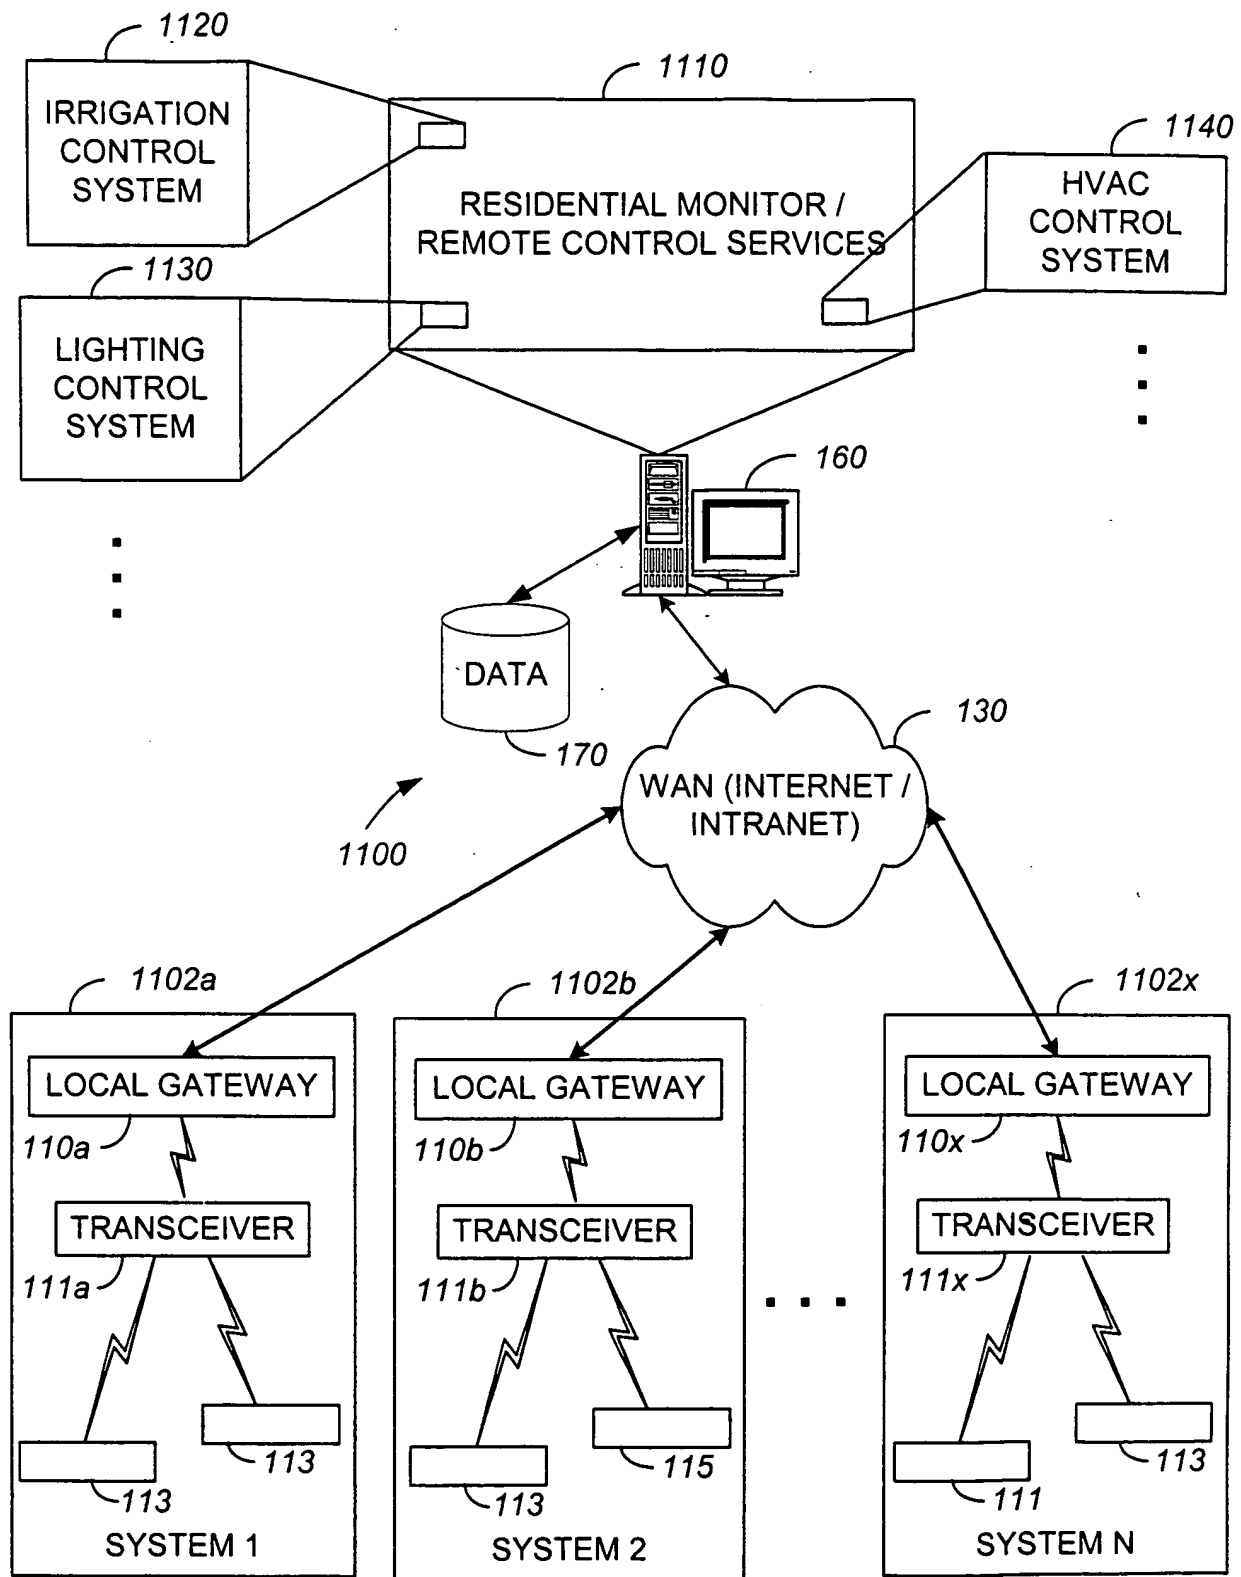 1120
1110
1140
IRRIGATION
CONTROL
SYSTEM
RESIDENTIAL MONITOR /
REMOTE CONTROL SERVICES
HVAC
CONTROL
SYSTEM
1130
LIGHTING
CONTROL
SYSTEM
160
DATA
170
130
WAN (INTERNET /
INTRANET)
1100
1102a
1102b
1102x
LOCAL GATEWAY
LOCAL GATEWAY
LOCAL GATEWAY
110a
110b
110x
TRANSCEIVER
TRANSCEIVER
TRANSCEIVER
111a
111b
111x
113
113
SYSTEM 1
115
113
SYSTEM 2
113
111
SYSTEM N